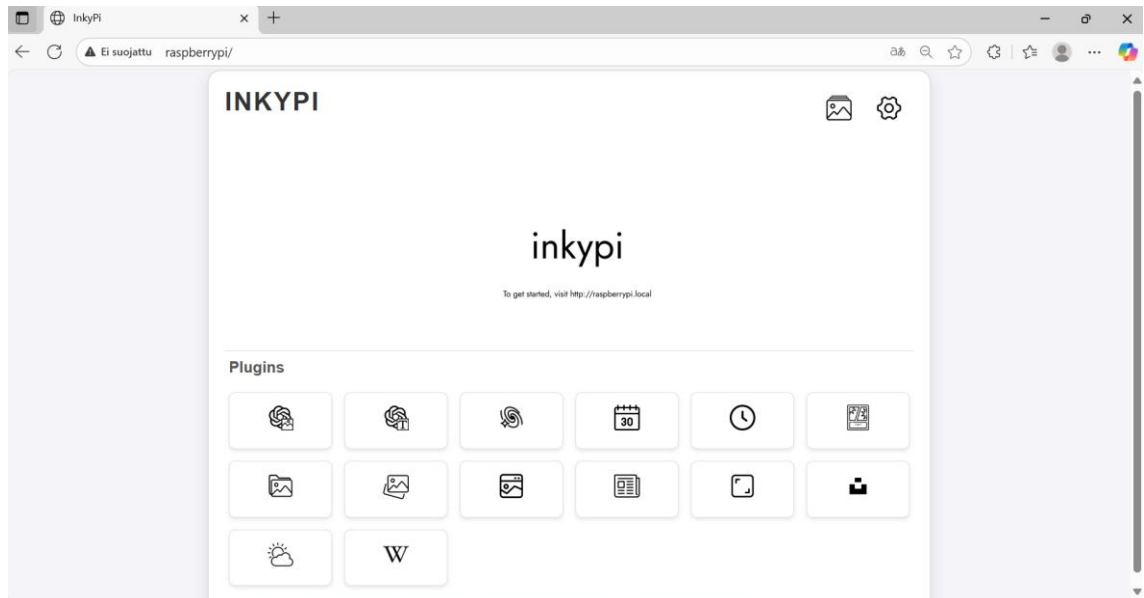 InkyPi
Ei suojattu raspberrypi/
INKYPI
inkypi
To get started, visit http://raspberrypi.local
Plugins
30
W